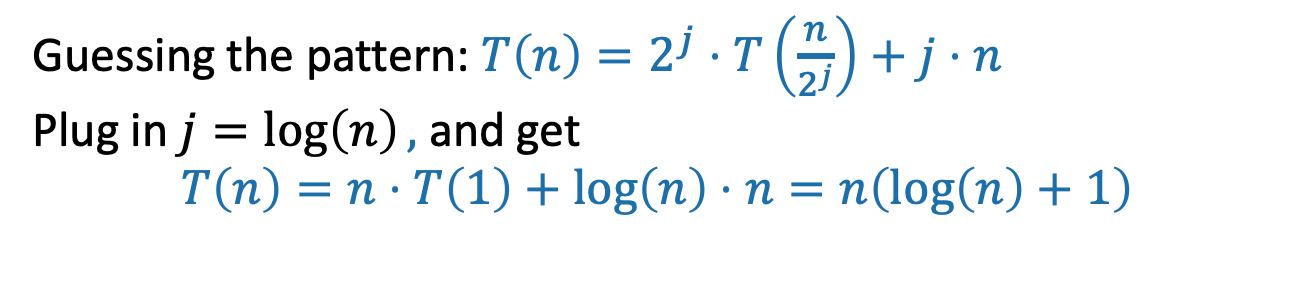 Guessing the pattern: T(n) = 2^j · T(n/2^j) + j · n
Plug in j = log(n), and get
T(n) = n · T(1) + log(n) · n = n(log(n) + 1)